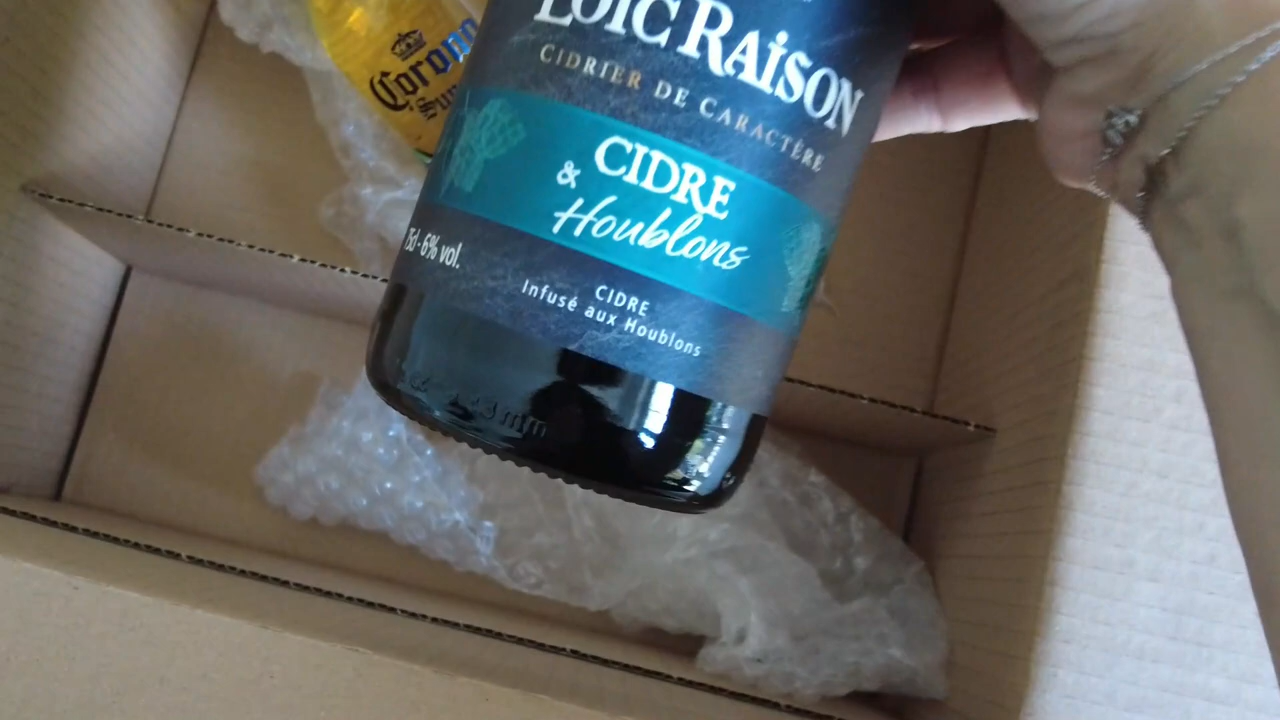 Corona
LOÏC RAISON
CIDRIER DE CARACTÈRE
CIDRE
& Houblons
75cl - 6% vol.
CIDRE
Infusé aux Houblons